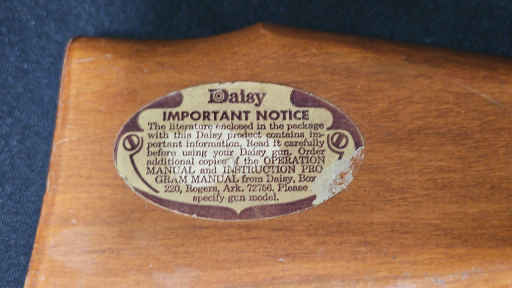 Daisy
IMPORTANT NOTICE
The literature enclosed in the package
with this Daisy product contains im-
portant information. Read it carefully
before using your Daisy gun. Order
additional copies of the OPERATION
MANUAL and INSTRUCTION PRO
GRAM MANUAL from Daisy, Box
220, Rogers, Ark. 72756. Please
specify gun model.